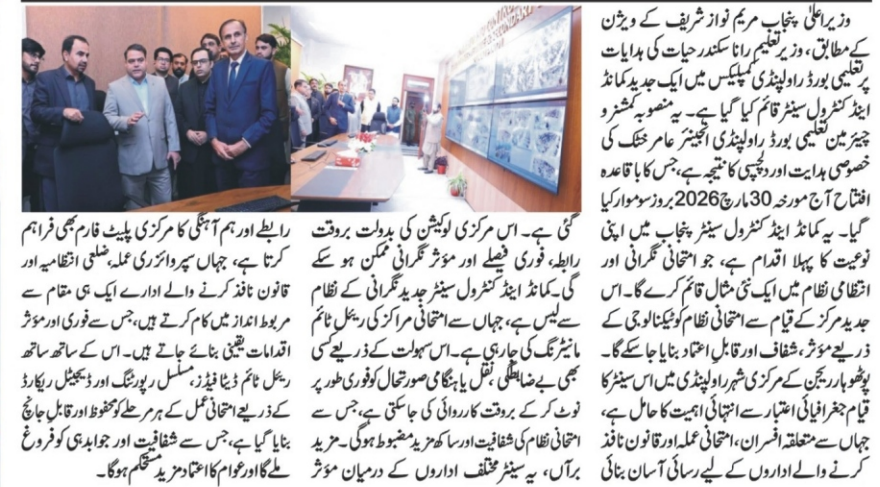 وزیراعلیٰ پنجاب مریم نواز شریف کے ویژن
کے مطابق، وزیر تعلیم رانا سکندر حیات کی ہدایات
پر تعلیمی بورڈ راولپنڈی کمپلیکس میں ایک جدید کمانڈ
اینڈ کنٹرول سینٹر قائم کیا گیا ہے۔ یہ منصوبہ کمشنر و
چیئرمین تعلیمی بورڈ راولپنڈی انجینئر عامر خٹک کی
خصوصی ہدایت اور دلچسپی کا نتیجہ ہے، جس کا باقاعدہ
افتتاح آج مورخہ 30 مارچ 2026 بروز سوموار کیا
گیا۔ یہ کمانڈ اینڈ کنٹرول سینٹر پنجاب میں اپنی
نوعیت کا پہلا اقدام ہے، جو امتحانی نگرانی اور
انتظامی نظام میں ایک نئی مثال قائم کرے گا۔ اس
جدید مرکز کے قیام سے امتحانی نظام کو ٹیکنالوجی کے
ذریعے مؤثر، شفاف اور قابلِ اعتماد بنایا جا سکے گا۔
پوٹھوہار ریجن کے مرکزی شہر راولپنڈی میں اس سینٹر کا
قیام جغرافیائی اعتبار سے انتہائی اہمیت کا حامل ہے،
جہاں سے متعلقہ افسران، امتحانی عملہ اور قانون نافذ
کرنے والے اداروں کے لیے رسائی آسان بنائی
گئی ہے۔ اس مرکزی لوکیشن کی بدولت بروقت
رابطہ، فوری فیصلے اور مؤثر نگرانی ممکن ہو سکے
گی۔ کمانڈ اینڈ کنٹرول سینٹر جدید نگرانی کے نظام
سے لیس ہے، جہاں سے امتحانی مراکز کی ریئل ٹائم
مانیٹرنگ کی جا رہی ہے۔ اس سہولت کے ذریعے کسی
بھی بے ضابطگی، نقل یا ہنگامی صورتحال کو فوری طور پر
نوٹ کر کے بروقت کارروائی کی جا سکتی ہے، جس سے
امتحانی نظام کی شفافیت اور ساکھ مزید مضبوط ہو گی۔ مزید
برآں، یہ سینٹر مختلف اداروں کے درمیان مؤثر
رابطے اور ہم آہنگی کا مرکزی پلیٹ فارم بھی فراہم
کرتا ہے، جہاں سپروائزری عملہ، ضلعی انتظامیہ اور
قانون نافذ کرنے والے ادارے ایک ہی مقام سے
مربوط انداز میں کام کرتے ہیں، جس سے فوری اور مؤثر
اقدامات یقینی بنائے جاتے ہیں۔ اس کے ساتھ ساتھ
ریئل ٹائم ڈیٹا فیڈز، مسلسل رپورٹنگ اور ڈیجیٹل ریکارڈ
کے ذریعے امتحانی عمل کے ہر مرحلے کو محفوظ اور قابلِ جانچ
بنایا گیا ہے، جس سے شفافیت اور جوابدہی کو فروغ
ملے گا اور عوام کا اعتماد مزید مستحکم ہو گا۔